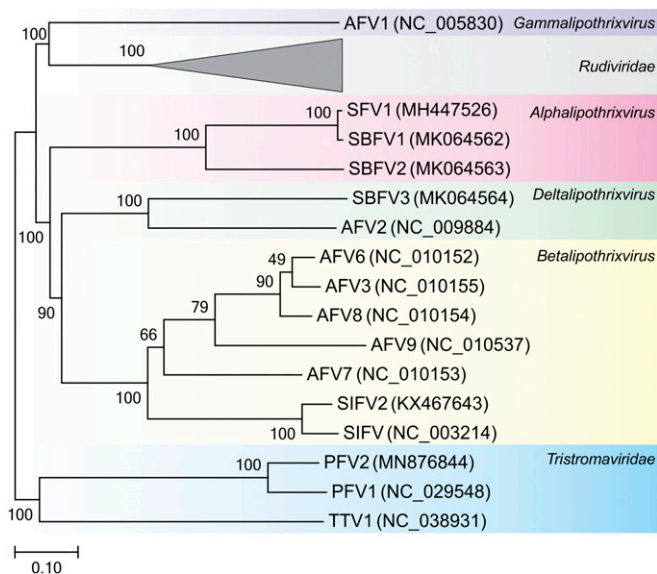 100
AFV1 (NC_005830)
Gammalipothrixvirus
100
Rudiviridae
100
SFV1 (MH447526)
Alphalipothrixvirus
100
SBFV1 (MK064562)
SBFV2 (MK064563)
100
SBFV3 (MK064564)
Deltalipothrixvirus
100
AFV2 (NC_009884)
49
AFV6 (NC_010152)
Betalipothrixvirus
90
AFV3 (NC_010155)
90
79
AFV8 (NC_010154)
66
AFV9 (NC_010537)
AFV7 (NC_010153)
100
SIFV2 (KX467643)
100
SIFV (NC_003214)
100
PFV2 (MN876844)
Tristromaviridae
PFV1 (NC_029548)
100
TTV1 (NC_038931)
0.10